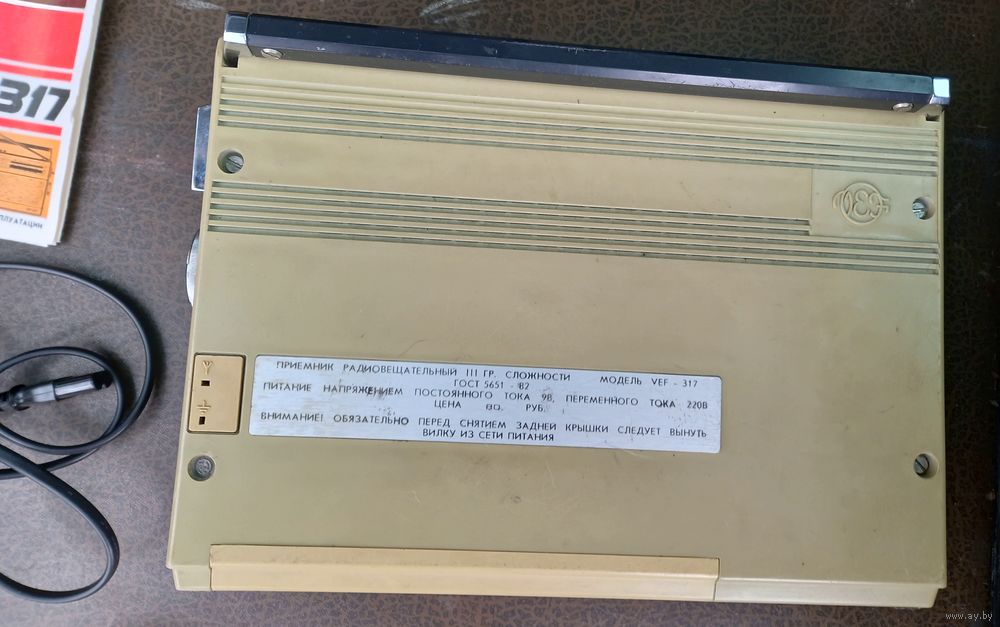 317
ПЛУАТАЦИИ
ПРИЕМНИК РАДИОВЕЩАТЕЛЬНЫЙ III ГР. СЛОЖНОСТИ МОДЕЛЬ VEF - 317
ГОСТ 5651 - 82
ПИТАНИЕ НАПРЯЖЕНИЕМ ПОСТОЯННОГО ТОКА 9В, ПЕРЕМЕННОГО ТОКА 220В
ЦЕНА РУБ.
ВНИМАНИЕ! ОБЯЗАТЕЛЬНО ПЕРЕД СНЯТИЕМ ЗАДНЕЙ КРЫШКИ СЛЕДУЕТ ВЫНУТЬ
ВИЛКУ ИЗ СЕТИ ПИТАНИЯ
www.ay.by